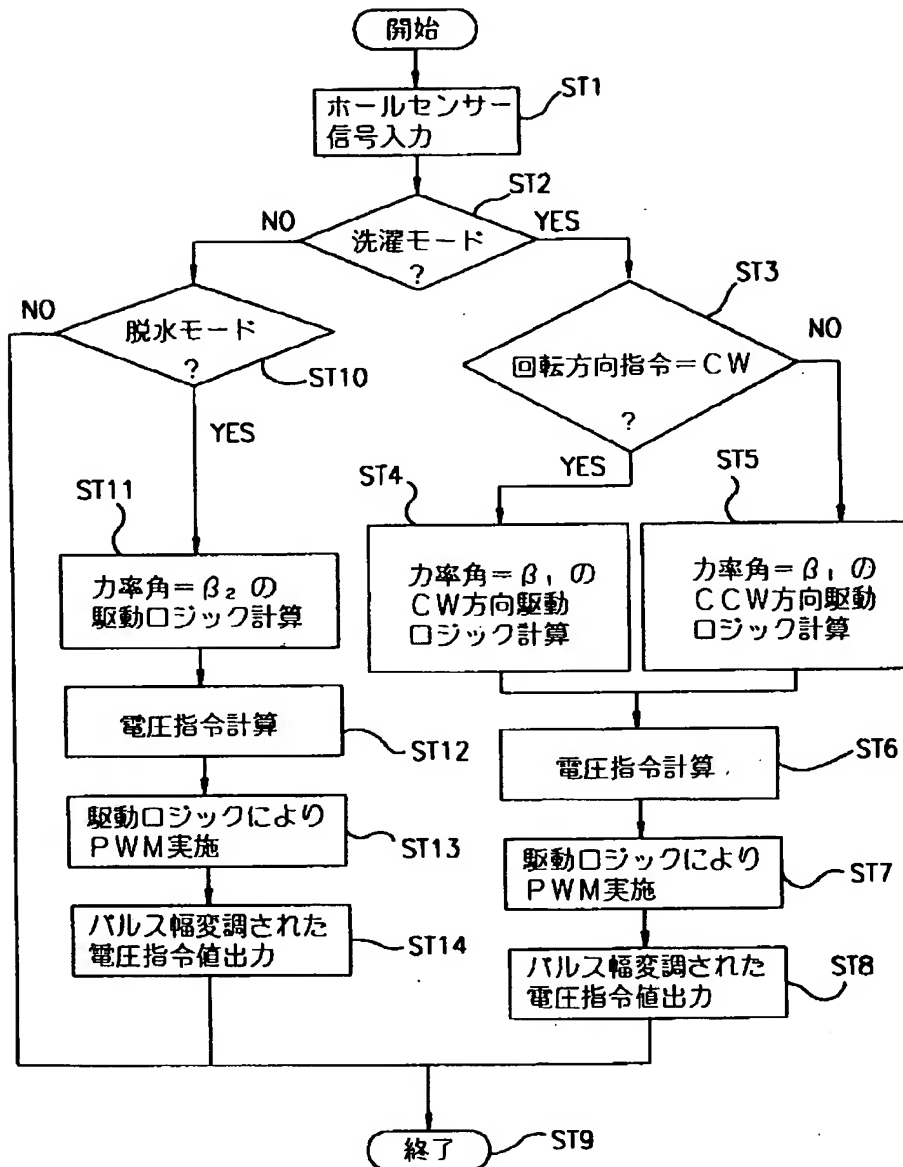 開始
ST1
ホールセンサー
信号入力
ST2
NO
YES
洗濯モード
?
ST3
NO
NO
脱水モード
?
ST10
回転方向指令=CW
?
YES
YES
ST4
ST5
ST11
力率角=β₂の
駆動ロジック計算
力率角=β₁の
CW方向駆動
ロジック計算
力率角=β₁の
CCW方向駆動
ロジック計算
電圧指令計算
ST12
電圧指令計算
ST6
駆動ロジックにより
PWM実施
ST13
駆動ロジックにより
PWM実施
ST7
パルス幅変調された
電圧指令値出力
ST14
パルス幅変調された
電圧指令値出力
ST8
終了
ST9